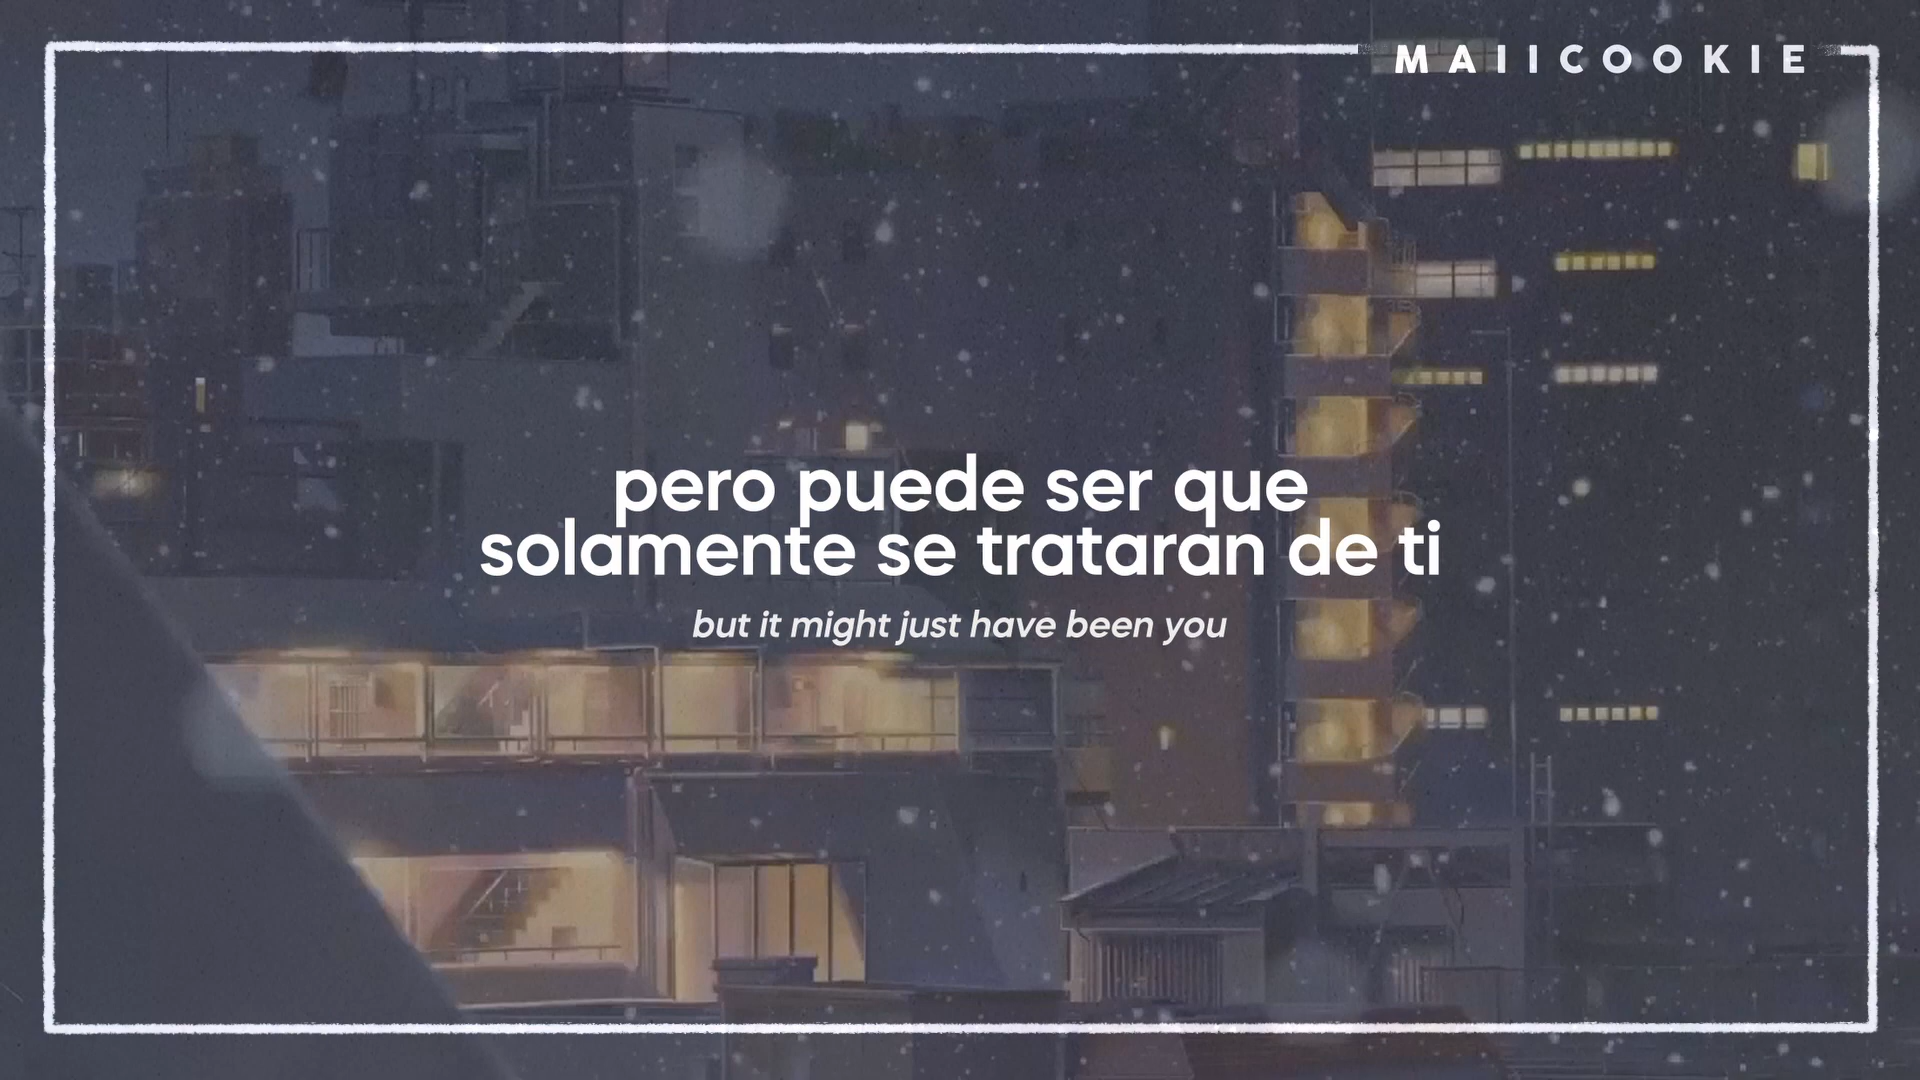 MAIICOOKIE
pero puede ser que
solamente se trataran de ti
but it might just have been you